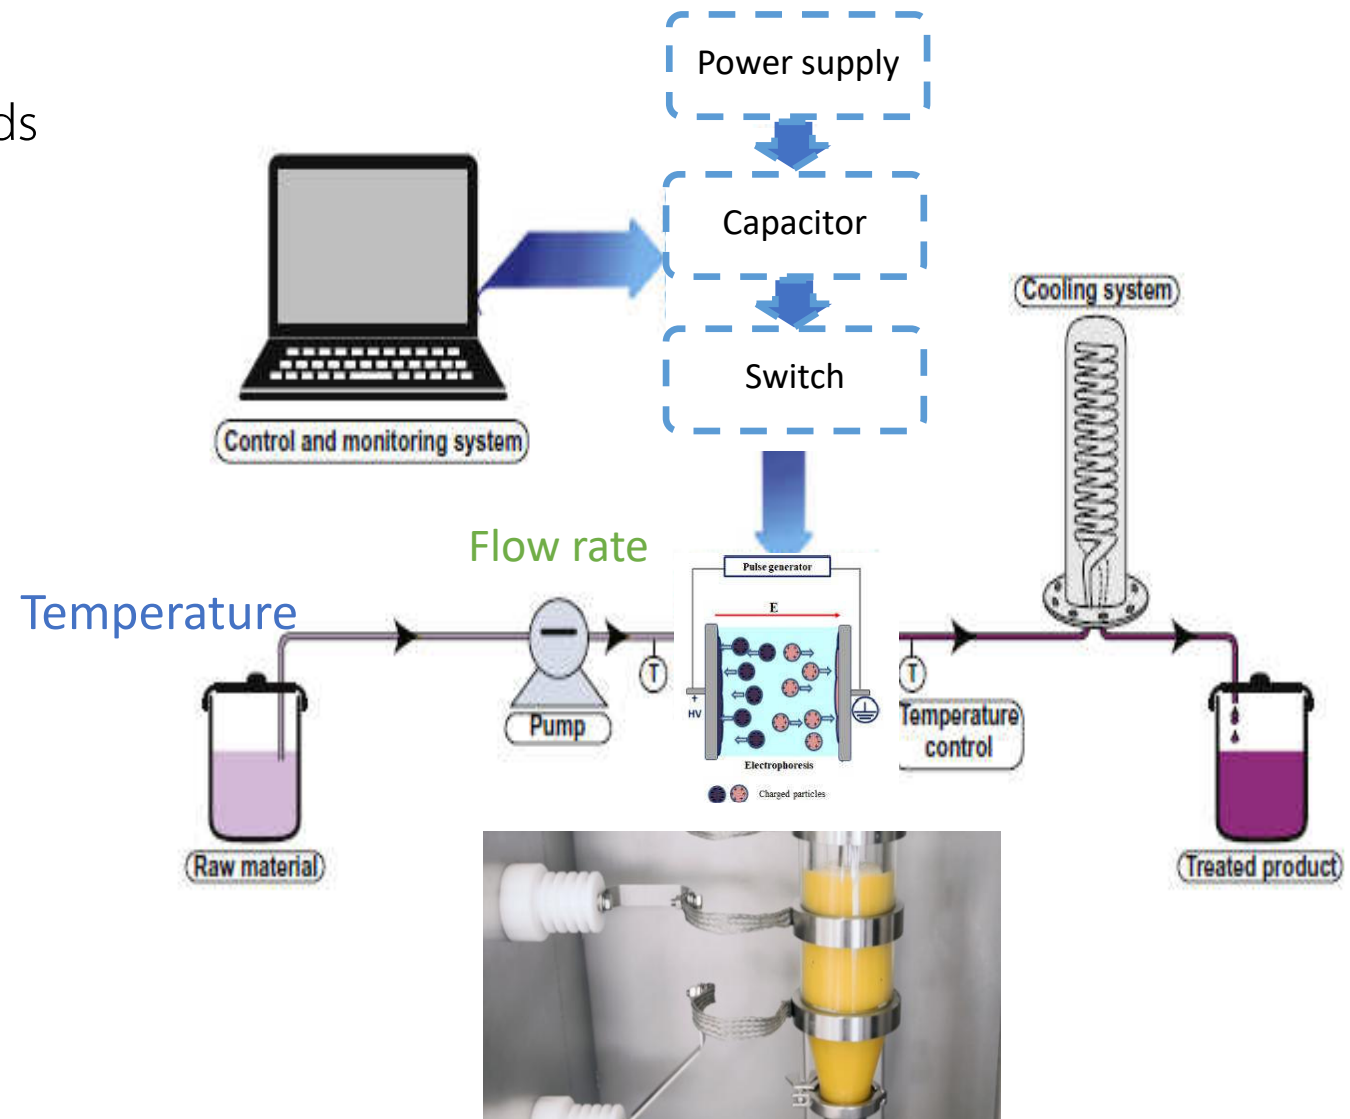 Power supply
ds
Capacitor
Cooling system
Switch
Control and monitoring system
Flow rate
Pulse generator
Temperature
E
T
T
+
HV
Pump
Temperature
control
Electrophoresis
Charged particles
Raw material
Treated product